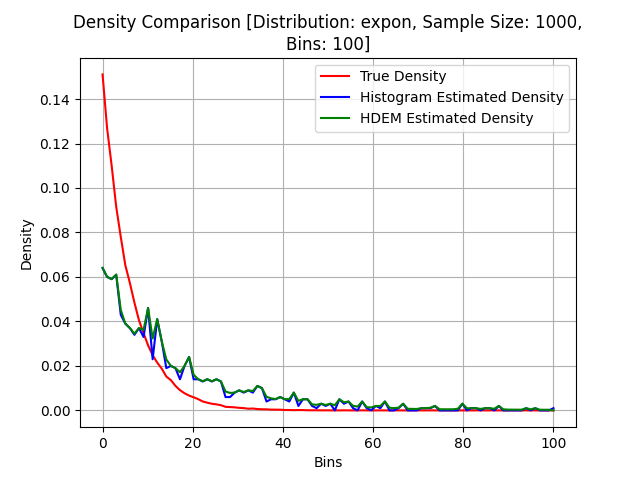 Density Comparison [Distribution: expon, Sample Size: 1000,
Bins: 100]
True Density
Histogram Estimated Density
HDEM Estimated Density
Density
0.14
0.12
0.10
0.08
0.06
0.04
0.02
0.00
0 20 40 60 80 100
Bins